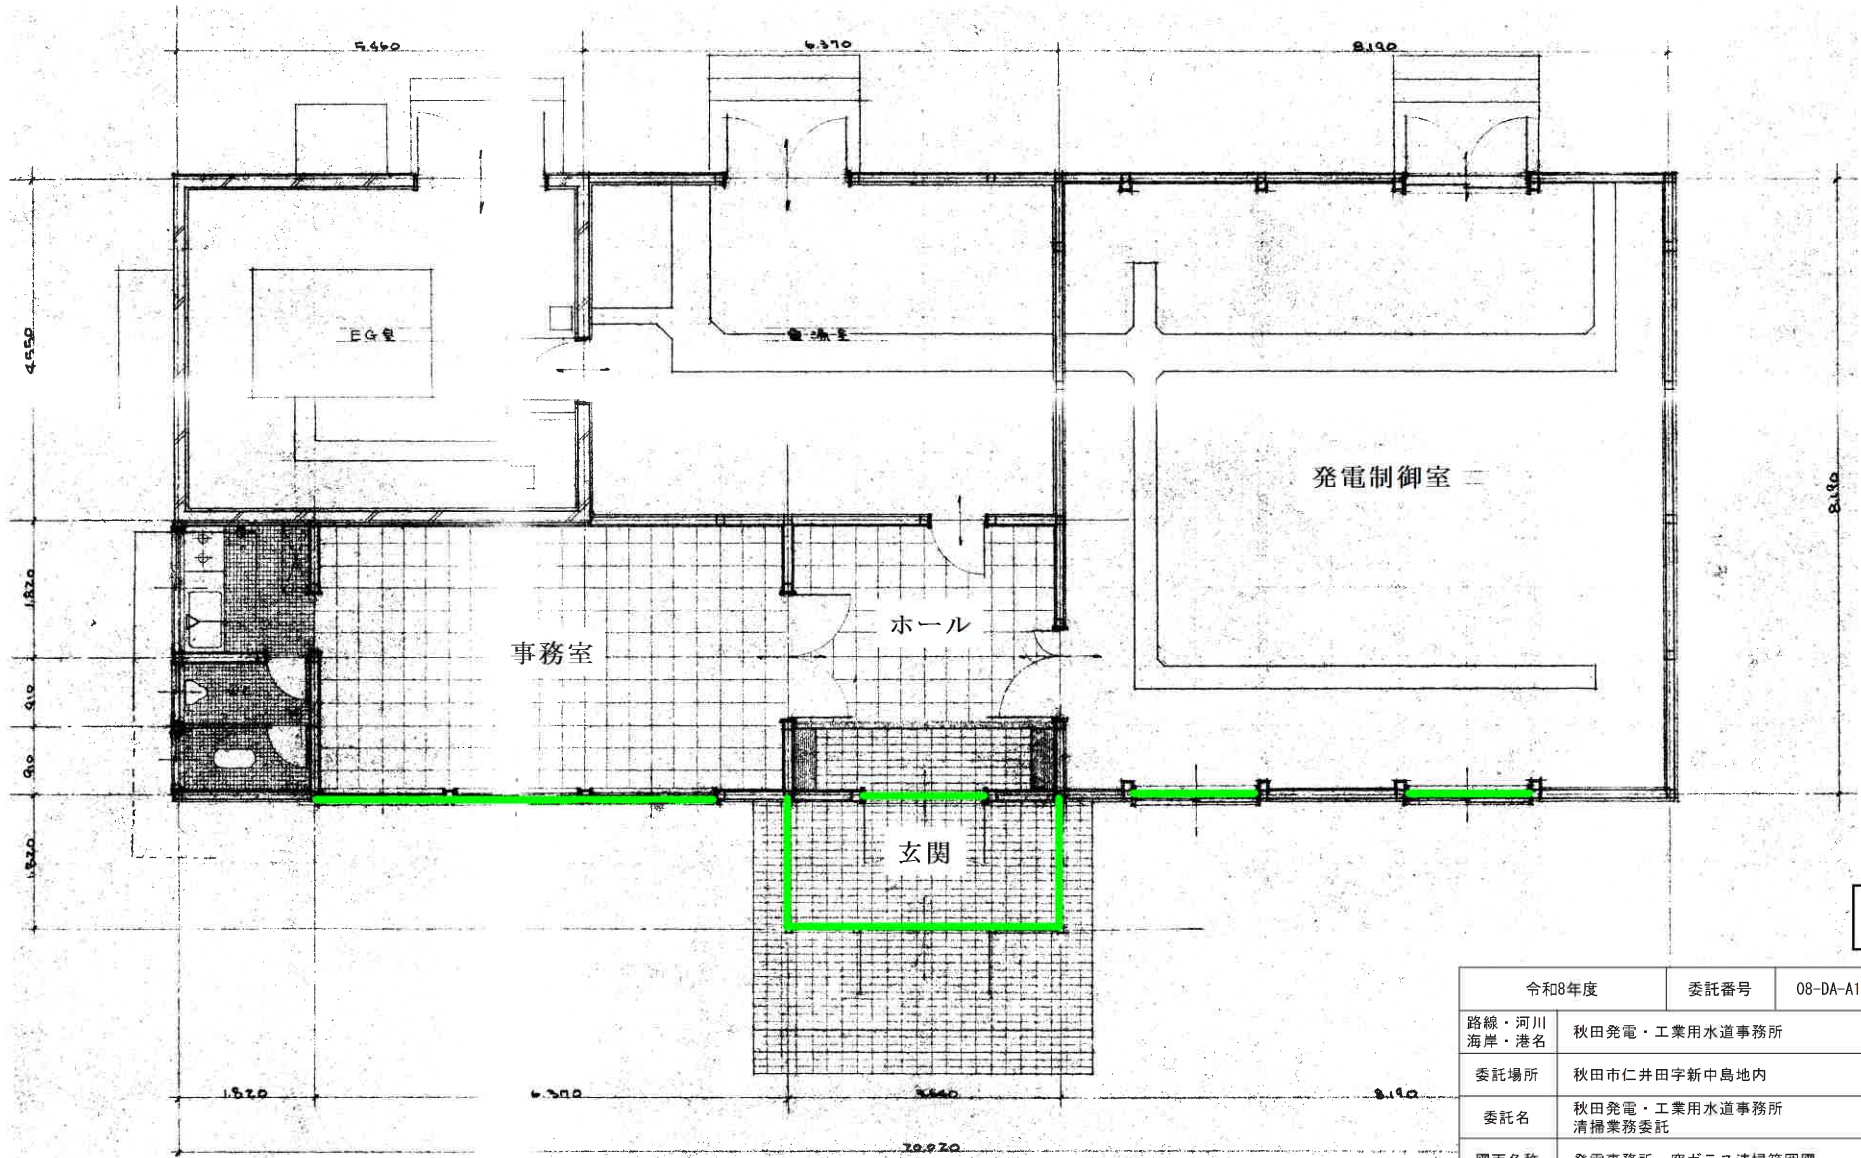 5.460
6.370
8.190
4.550
EG室
発電制御室
8.190
1.820
ホール
事務室
910
910
1.820
玄関
令和8年度
委託番号
08-DA-A1
路線・河川
海岸・港名
秋田発電・工業用水道事務所
委託場所
秋田市仁井田字新中島地内
1.820
6.370
3.640
8.190
委託名
秋田発電・工業用水道事務所
清掃業務委託
20.020